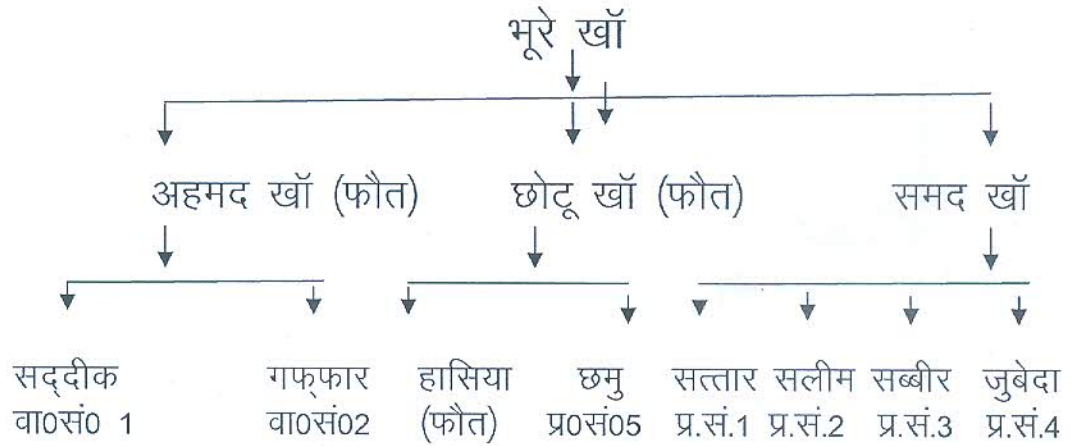 भूरे खॉ
अहमद खॉ (फौत) छोटू खॉ (फौत) समद खॉ
सद्दीक गफ्फार हासिया छमु सत्तार सलीम सब्बीर जुबेदा
वा0सं0 1 वा0सं02 (फौत) प्र0सं05 प्र.सं.1 प्र.सं.2 प्र.सं.3 प्र.सं.4